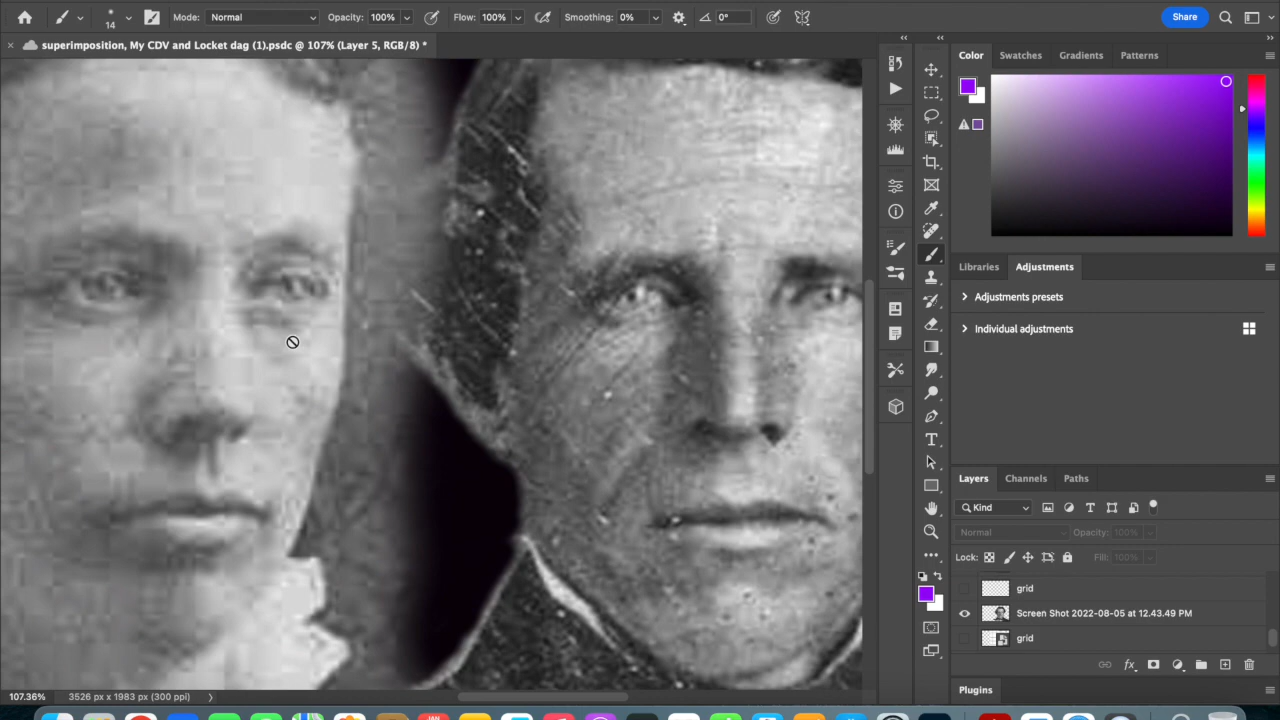 14
Mode: Normal Opacity: 100% Flow: 100% Smoothing: 0% 0° Share
superimposition, My CDV and Locket dag (1).psdc @ 107% (Layer 5, RGB/8) *
Color Swatches Gradients Patterns
Libraries Adjustments
Adjustments presets
Individual adjustments
Layers Channels Paths
Kind
Normal Opacity: 100%
Lock: Fill: 100%
grid
Screen Shot 2022-08-05 at 12.43.49 PM
grid
Plugins
107.36% 3526 px x 1983 px (300 ppi)
JAN